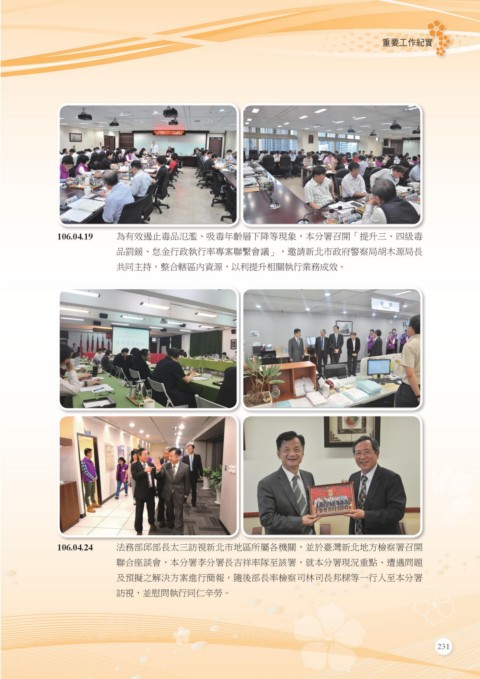 重要工作紀實
106.04.19 為有效遏止毒品氾濫、吸毒年齡層下降等現象，本分署召開「提升三、四級毒
品罰鍰、怠金行政執行率專案聯繫會議」，邀請新北市政府警察局胡木源局長
共同主持，整合轄區內資源，以利提升相關執行業務成效。
106.04.24 法務部邱部長太三訪視新北市地區所屬各機關，並於臺灣新北地方檢察署召開
聯合座談會，本分署李分署長吉祥率隊至該署，就本分署現況重點、遭遇問題
及預擬之解決方案進行簡報，隨後部長率檢察司林司長邦樑等一行人至本分署
訪視，並慰問執行同仁辛勞。
231